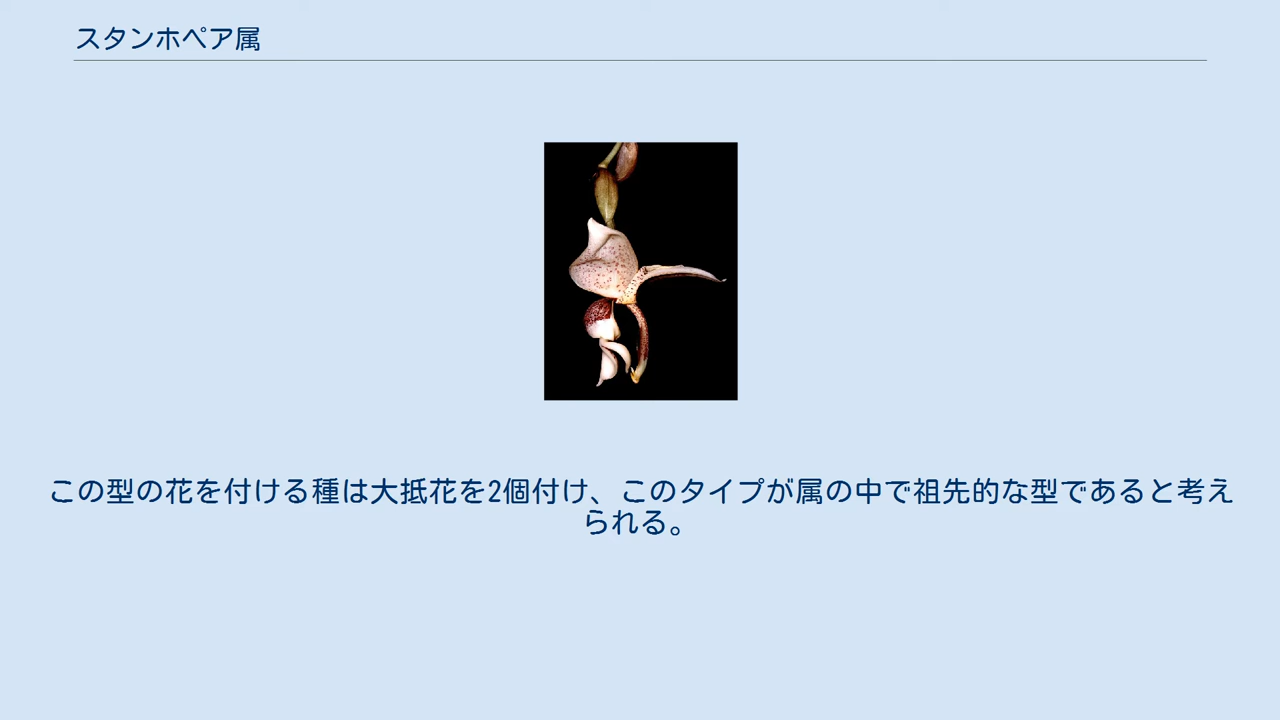 スタンホペア属
この型の花を付ける種は大抵花を2個付け、このタイプが属の中で祖先的な型であると考え
られる。